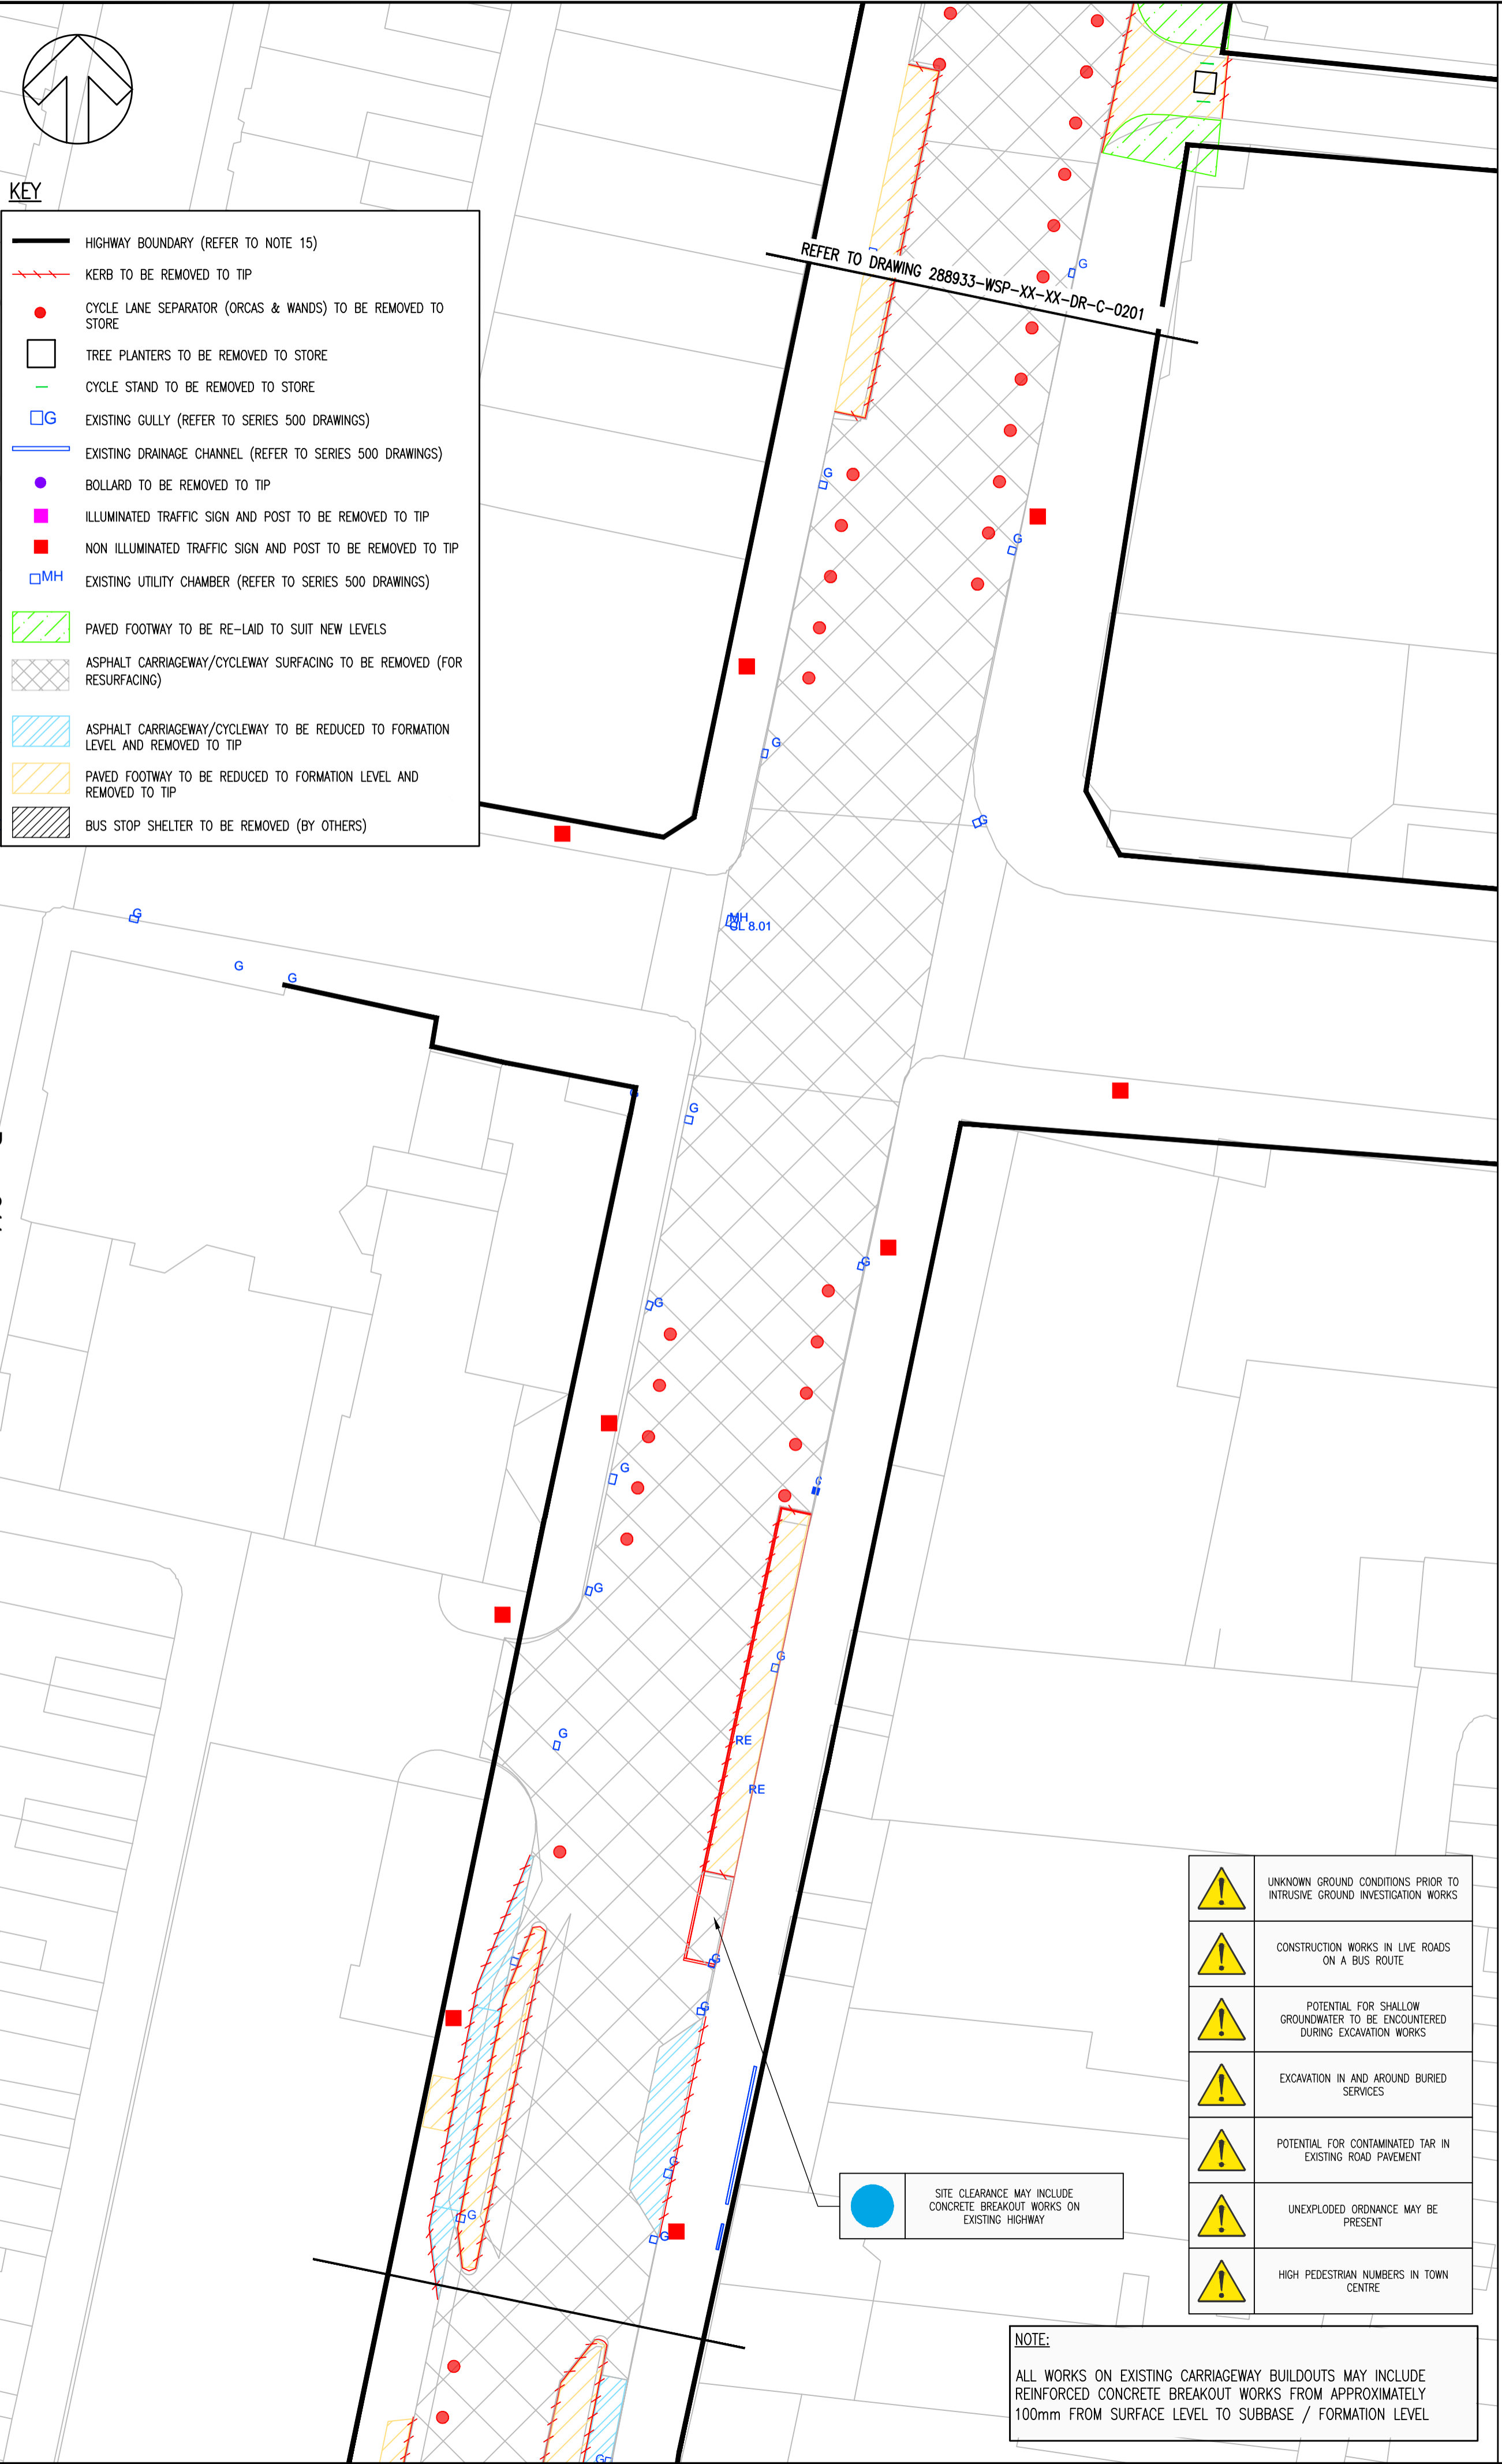 KEY
HIGHWAY BOUNDARY (REFER TO NOTE 15)
KERB TO BE REMOVED TO TIP
CYCLE LANE SEPARATOR (ORCAS & WANDS) TO BE REMOVED TO
STORE
TREE PLANTERS TO BE REMOVED TO STORE
CYCLE STAND TO BE REMOVED TO STORE
G
EXISTING GULLY (REFER TO SERIES 500 DRAWINGS)
EXISTING DRAINAGE CHANNEL (REFER TO SERIES 500 DRAWINGS)
BOLLARD TO BE REMOVED TO TIP
ILLUMINATED TRAFFIC SIGN AND POST TO BE REMOVED TO TIP
NON ILLUMINATED TRAFFIC SIGN AND POST TO BE REMOVED TO TIP
MH
EXISTING UTILITY CHAMBER (REFER TO SERIES 500 DRAWINGS)
PAVED FOOTWAY TO BE RE-LAID TO SUIT NEW LEVELS
ASPHALT CARRIAGEWAY/CYCLEWAY SURFACING TO BE REMOVED (FOR
RESURFACING)
ASPHALT CARRIAGEWAY/CYCLEWAY TO BE REDUCED TO FORMATION
LEVEL AND REMOVED TO TIP
PAVED FOOTWAY TO BE REDUCED TO FORMATION LEVEL AND
REMOVED TO TIP
BUS STOP SHELTER TO BE REMOVED (BY OTHERS)
REFER TO DRAWING 288933-WSP-XX-XX-DR-C-0201
G
G
G
G
G
G
MH
CL 8.01
G
G
G
G
G
G
G
G
G
G
G
RE
RE
G
G
G
G
G
G
UNKNOWN GROUND CONDITIONS PRIOR TO
INTRUSIVE GROUND INVESTIGATION WORKS
CONSTRUCTION WORKS IN LIVE ROADS
ON A BUS ROUTE
POTENTIAL FOR SHALLOW
GROUNDWATER TO BE ENCOUNTERED
DURING EXCAVATION WORKS
EXCAVATION IN AND AROUND BURIED
SERVICES
POTENTIAL FOR CONTAMINATED TAR IN
EXISTING ROAD PAVEMENT
UNEXPLODED ORDNANCE MAY BE
PRESENT
HIGH PEDESTRIAN NUMBERS IN TOWN
CENTRE
SITE CLEARANCE MAY INCLUDE
CONCRETE BREAKOUT WORKS ON
EXISTING HIGHWAY
NOTE:
ALL WORKS ON EXISTING CARRIAGEWAY BUILDOUTS MAY INCLUDE
REINFORCED CONCRETE BREAKOUT WORKS FROM APPROXIMATELY
100mm FROM SURFACE LEVEL TO SUBBASE / FORMATION LEVEL